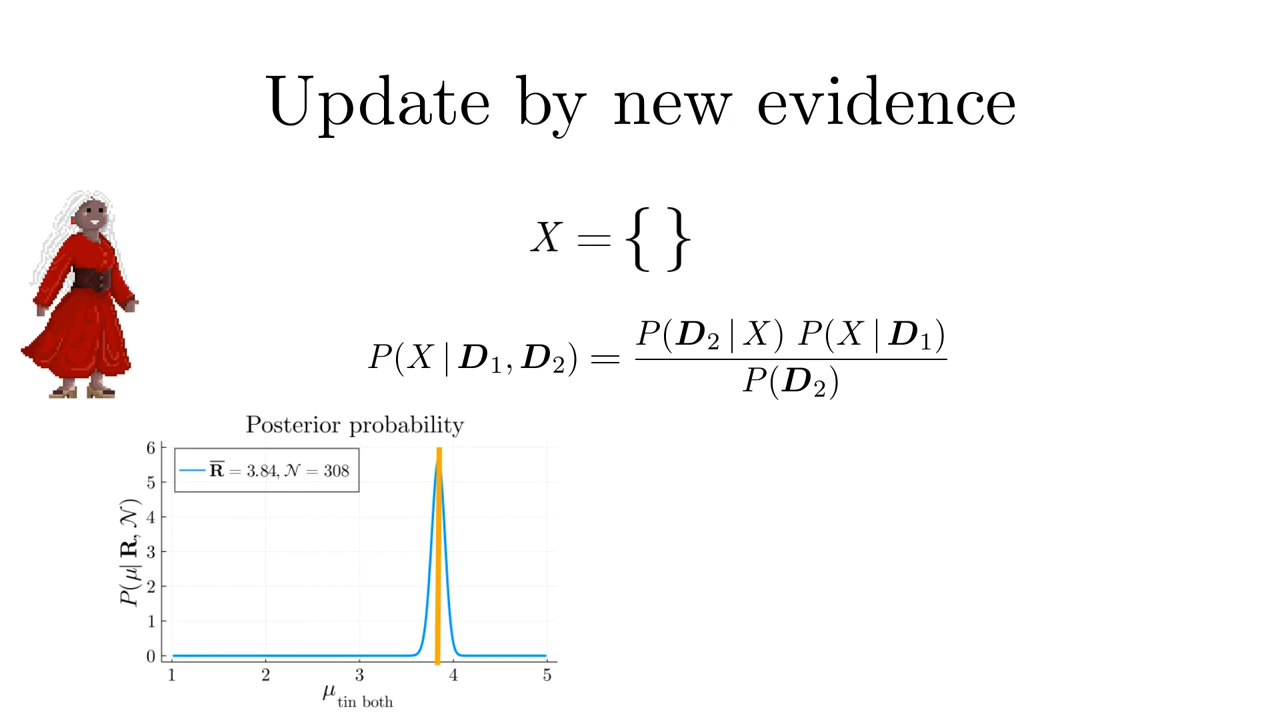 Update by new evidence
X = { }
P(X | D₁, D₂) = P(D₂ | X) P(X | D₁) / P(D₂)
Posterior probability
R̅ = 3.84, 𝒩 = 308
P(μ| R, 𝒩)
6
5
4
3
2
1
0
1 2 3 4 5
μ tin both